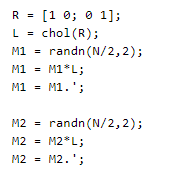 R = [1 0; 0 1];
L = chol(R);
M1 = randn(N/2,2);
M1 = M1*L;
M1 = M1.';

M2 = randn(N/2,2);
M2 = M2*L;
M2 = M2.';